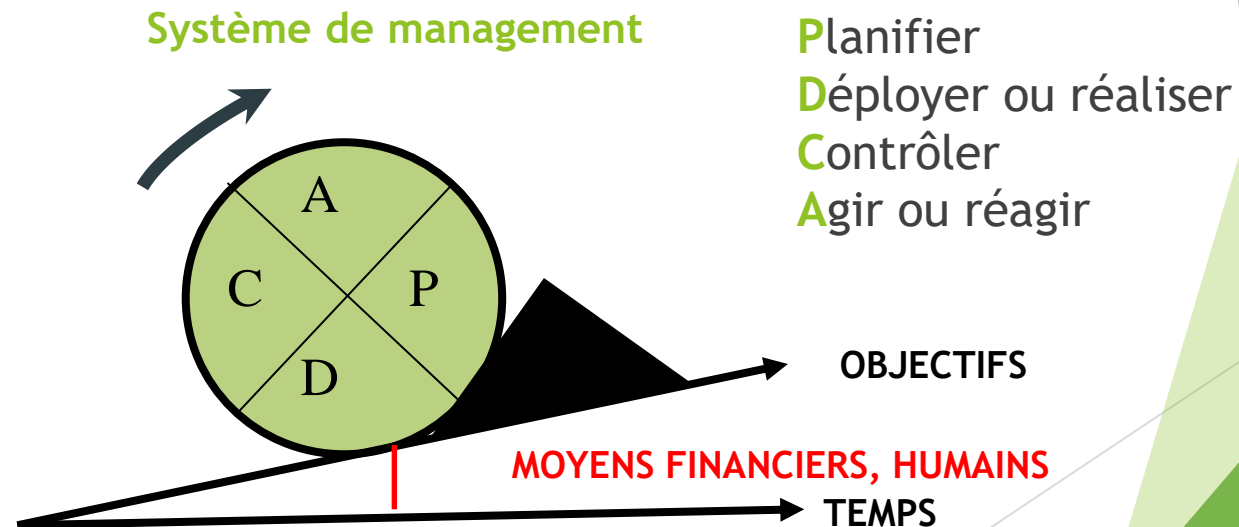 Système de management
Planifier
Déployer ou réaliser
Contrôler
Agir ou réagir
A
C
P
D
OBJECTIFS
MOYENS FINANCIERS, HUMAINS
TEMPS